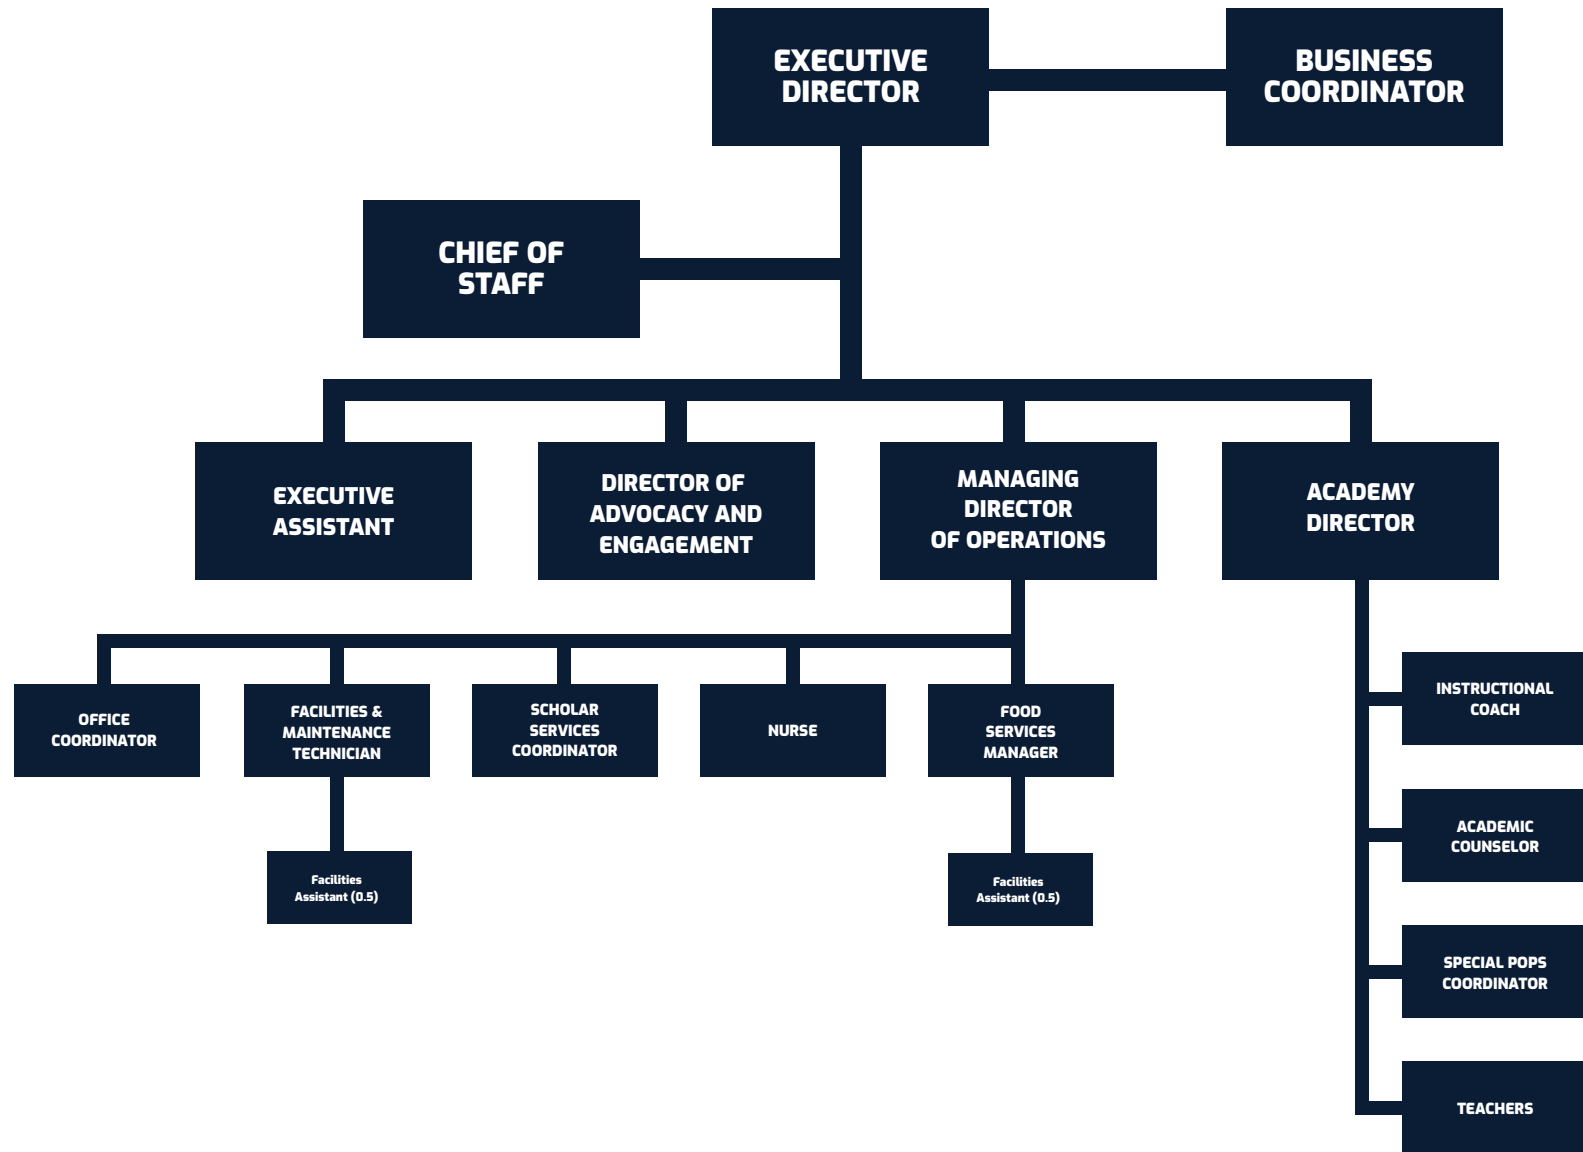 EXECUTIVE
DIRECTOR
BUSINESS
COORDINATOR
CHIEF OF
STAFF
EXECUTIVE
ASSISTANT
DIRECTOR OF
ADVOCACY AND
ENGAGEMENT
MANAGING
DIRECTOR
OF OPERATIONS
ACADEMY
DIRECTOR
OFFICE
COORDINATOR
FACILITIES &
MAINTENANCE
TECHNICIAN
SCHOLAR
SERVICES
COORDINATOR
NURSE
FOOD
SERVICES
MANAGER
INSTRUCTIONAL
COACH
ACADEMIC
COUNSELOR
Facilities
Assistant (0.5)
Facilities
Assistant (0.5)
SPECIAL POPS
COORDINATOR
TEACHERS